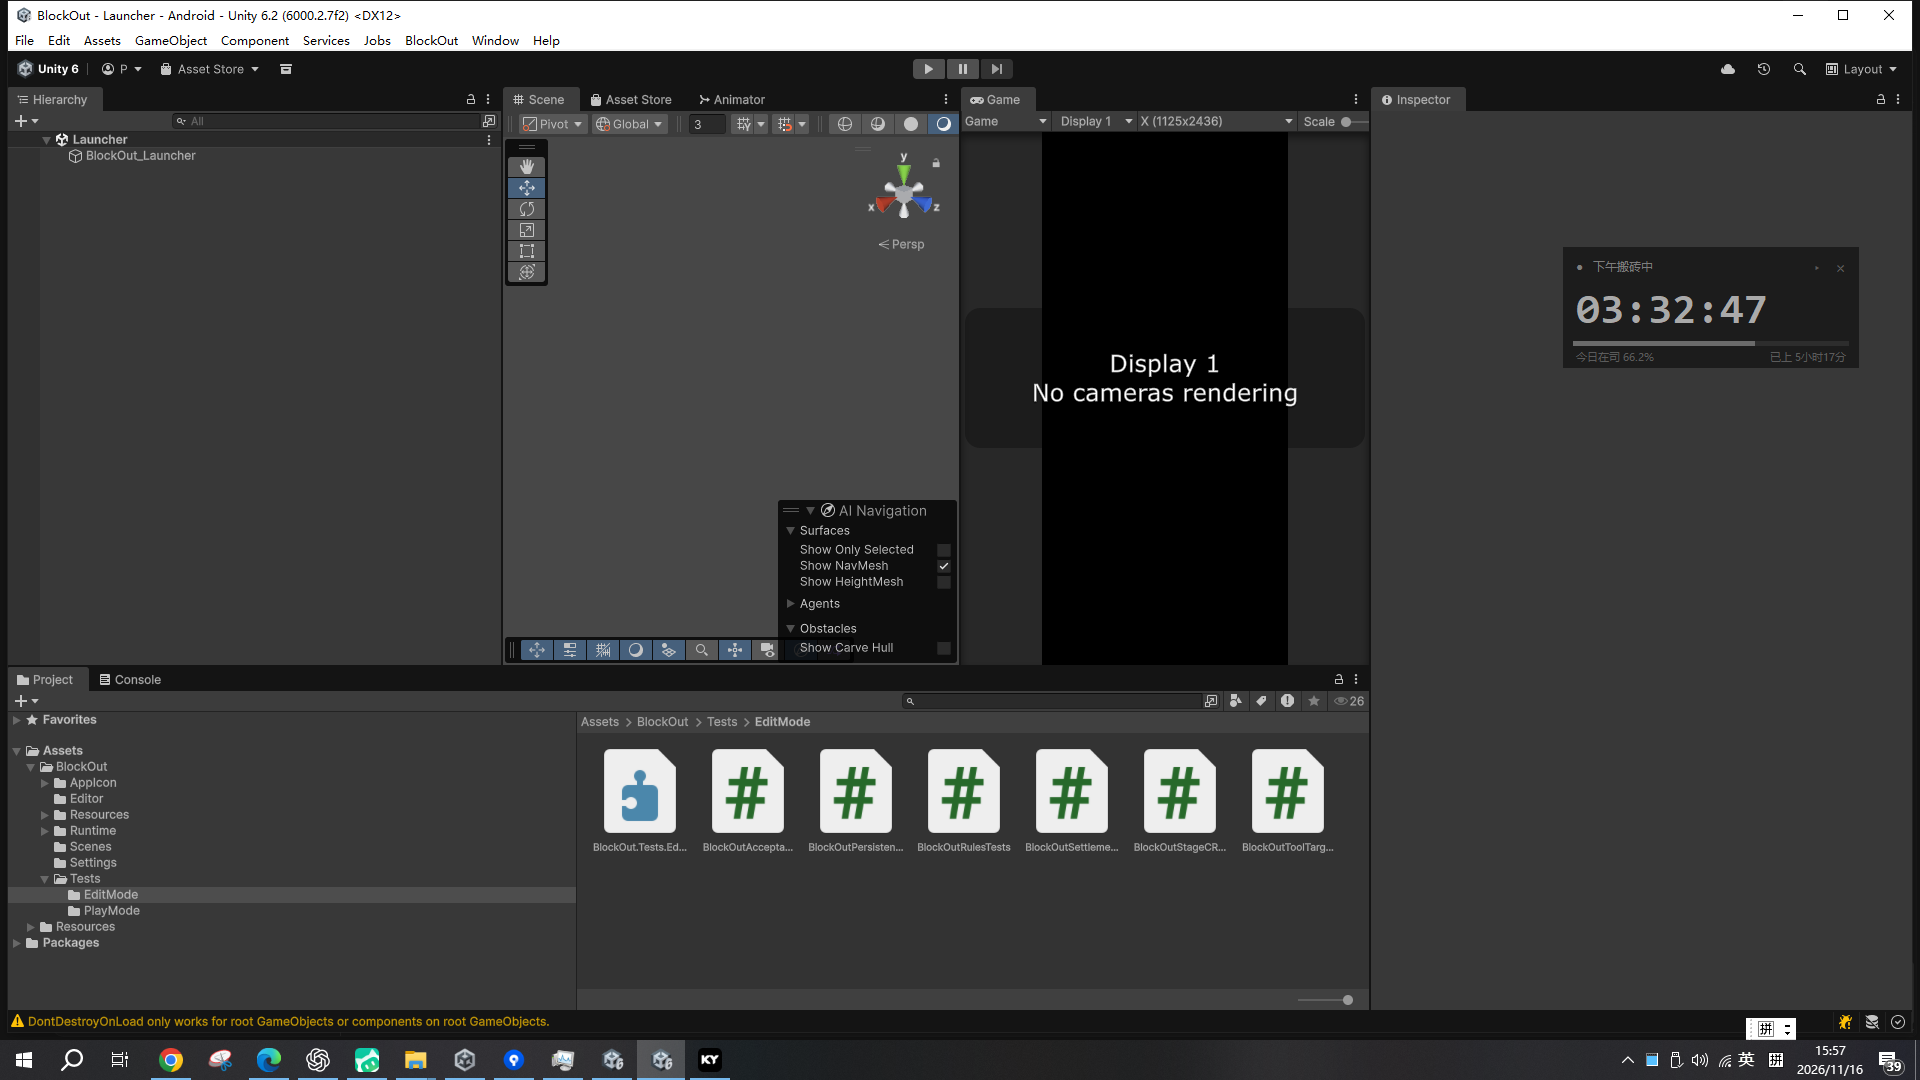 BlockOut - Launcher - Android - Unity 6.2 (6000.2.7f2) <DX12>
File Edit Assets GameObject Component Services Jobs BlockOut Window Help
Unity 6 P Asset Store Layout
Hierarchy
All
Launcher
BlockOut_Launcher
Scene Asset Store Animator
Pivot Global 3
y
x z
Persp
AI Navigation
Surfaces
Show Only Selected
Show NavMesh
Show HeightMesh
Agents
Obstacles
Show Carve Hull
Game
Game Display 1 X (1125x2436) Scale
Display 1
No cameras rendering
Inspector
下午搬砖中
03:32:47
今日在司 66.2% 已上 5小时17分
Project Console
26
Favorites
Assets
BlockOut
AppIcon
Editor
Resources
Runtime
Scenes
Settings
Tests
EditMode
PlayMode
Resources
Packages
Assets > BlockOut > Tests > EditMode
BlockOut.Tests.Ed... BlockOutAccepta... BlockOutPersisten... BlockOutRulesTests BlockOutSettleme... BlockOutStageCR... BlockOutToolTarg...
DontDestroyOnLoad only works for root GameObjects or components on root GameObjects.
拼
KY
英 拼
15:57
2026/11/16
39